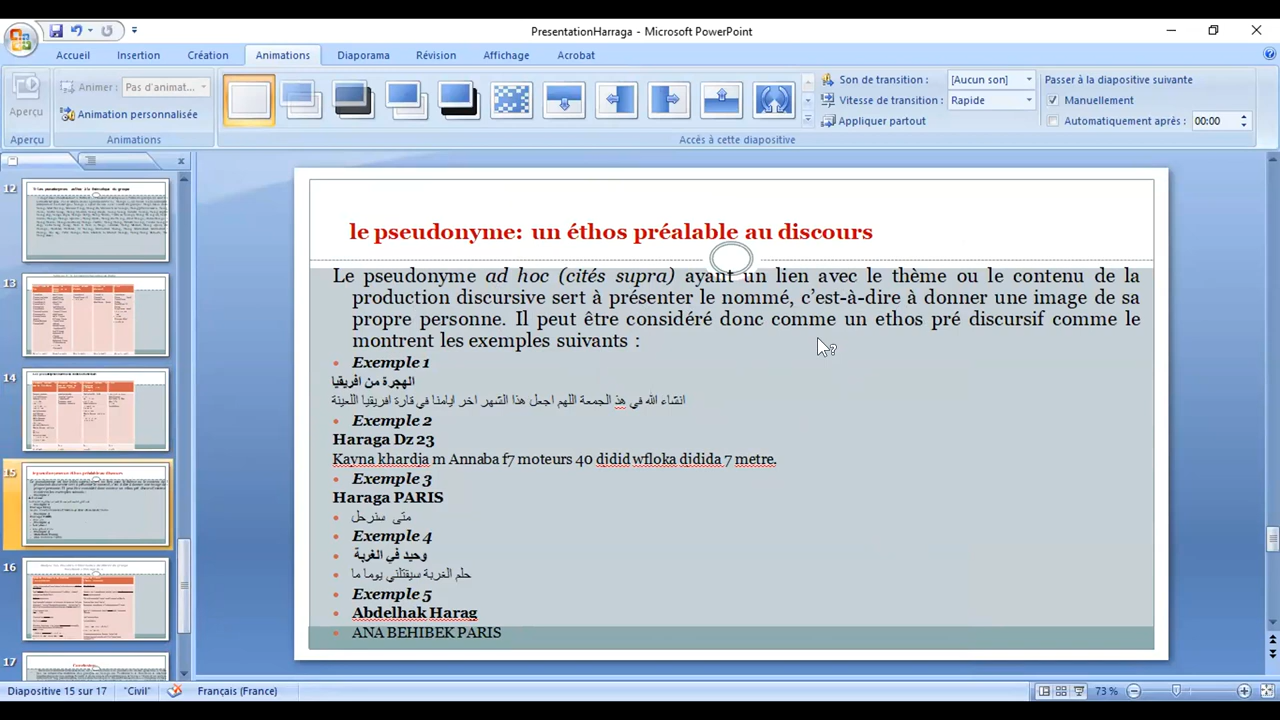 PresentationHarraga - Microsoft PowerPoint
Accueil
Insertion
Création
Animations
Diaporama
Révision
Affichage
Acrobat
Aperçu
Aperçu
Animer :
Pas d'animat...
Animation personnalisée
Animations
Accès à cette diapositive
Son de transition :
[Aucun son]
Vitesse de transition :
Rapide
Appliquer partout
Passer à la diapositive suivante
Manuellement
Automatiquement après :
00:00
12
13
14
15
16
17
le pseudonyme: un éthos préalable au discours
Le pseudonyme ad hoc (cités supra) ayant un lien avec le thème ou le contenu de la
production discursive sert à présenter le nommé, c'est-à-dire à donner une image de sa
propre personne. Il peut être considéré donc comme un ethos pré discursif comme le
montrent les exemples suivants :
• Exemple 1
الهجرة من افريقيا
انشاء الله في هذ الجمعة اللهم اجعل هذا الشهر اخر ايامنا في قارة افريقيا اللعينة
• Exemple 2
Haraga Dz 23
Kayna khardja m Annaba f7 moteurs 40 didid wfloka didida 7 metre.
• Exemple 3
Haraga PARIS
• متى سنرحل
• Exemple 4
• وحيد في الغربة
• حلم الغربة سيقتلني يوما ما
• Exemple 5
• Abdelhak Harag
• ANA BEHIBEK PARIS
Diapositive 15 sur 17
"Civil"
Français (France)
73 %